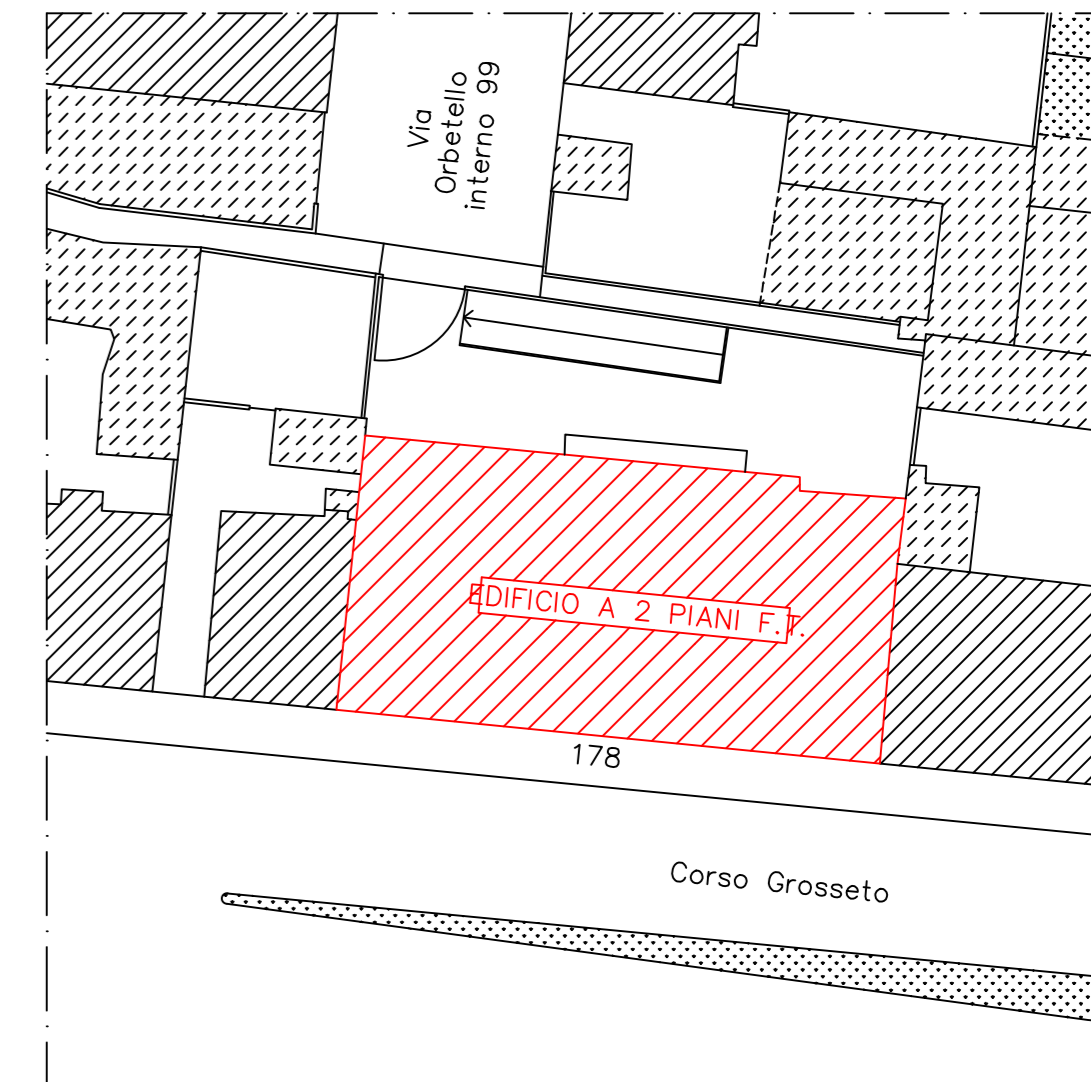 Via
Orbetello
interno 99
EDIFICIO A 2 PIANI F.T.
178
Corso Grosseto